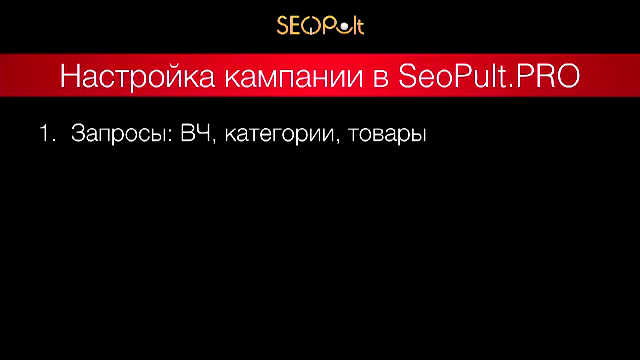 SEOPult
Настройка кампании в SeoPult.PRO
1. Запросы: ВЧ, категории, товары